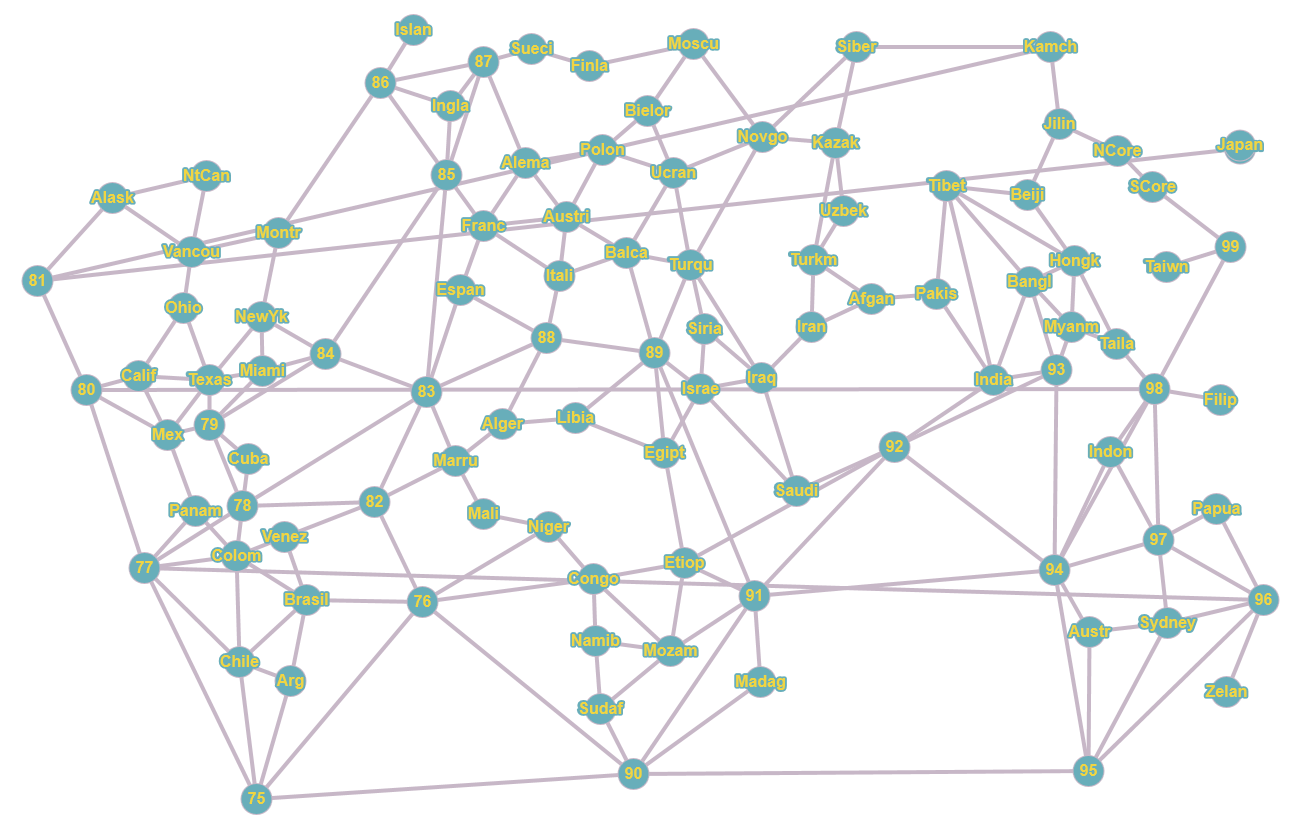 Islan
Sueci
Moscu
Siber
Kamch
87
Finla
86
Ingla
Bielor
Jilin
Novgo
Kazak
Polon
NCore
Japan
Alema
85
Ucran
NtCan
Tibet
SCore
Beiji
Alask
Uzbek
Austri
Franc
Montr
99
Vancou
Balca
Turkm
Hongk
Turqu
Taiwn
Itali
81
Bangl
Espan
Pakis
Afgan
Ohio
NewYk
Iran
Myanm
Siria
88
Taila
84
89
Miami
93
Calif
Texas
Iraq
India
80
Israe
98
83
Filip
Libia
Alger
79
Mex
92
Indon
Egipt
Cuba
Marru
Saudi
82
78
Papua
Panam
Mali
Niger
Venez
97
Colom
Etiop
77
94
Congo
91
Brasil
96
76
Sydney
Austr
Namib
Mozam
Chile
Arg
Madag
Zelan
Sudaf
95
90
75